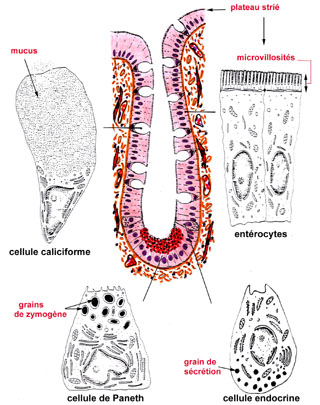 plateau strié
mucus
microvillosités
cellule caliciforme
entérocytes
grains
de zymogène
grain de
sécrétion
cellule de Paneth
cellule endocrine